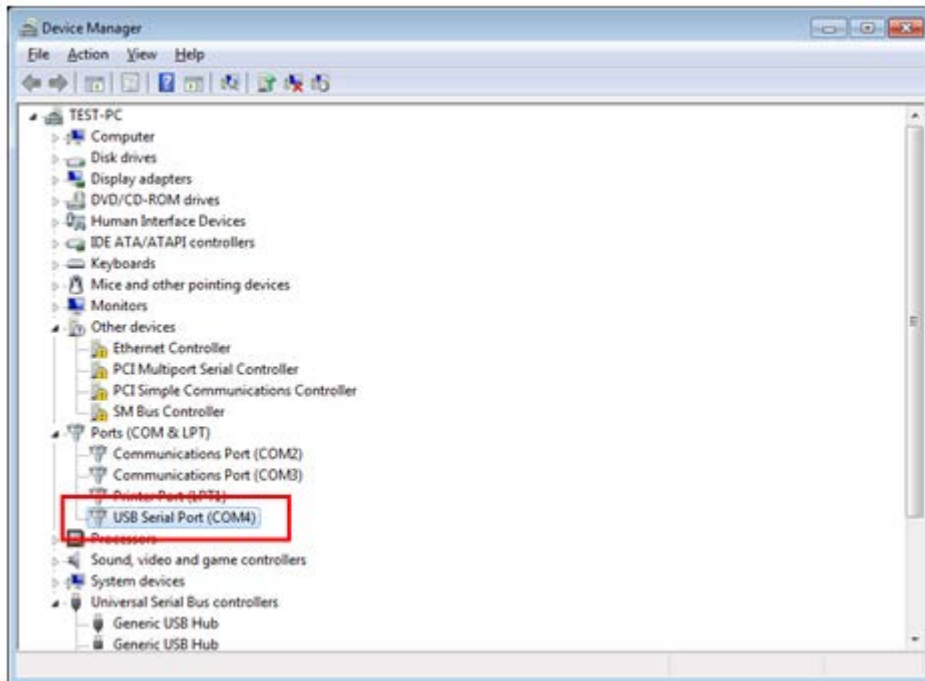 Device Manager
File Action View Help
TEST-PC
Computer
Disk drives
Display adapters
DVD/CD-ROM drives
Human Interface Devices
IDE ATA/ATAPI controllers
Keyboards
Mice and other pointing devices
Monitors
Other devices
Ethernet Controller
PCI Multiport Serial Controller
PCI Simple Communications Controller
SM Bus Controller
Ports (COM & LPT)
Communications Port (COM2)
Communications Port (COM3)
Printer Port (LPT1)
USB Serial Port (COM4)
Processors
Sound, video and game controllers
System devices
Universal Serial Bus controllers
Generic USB Hub
Generic USB Hub